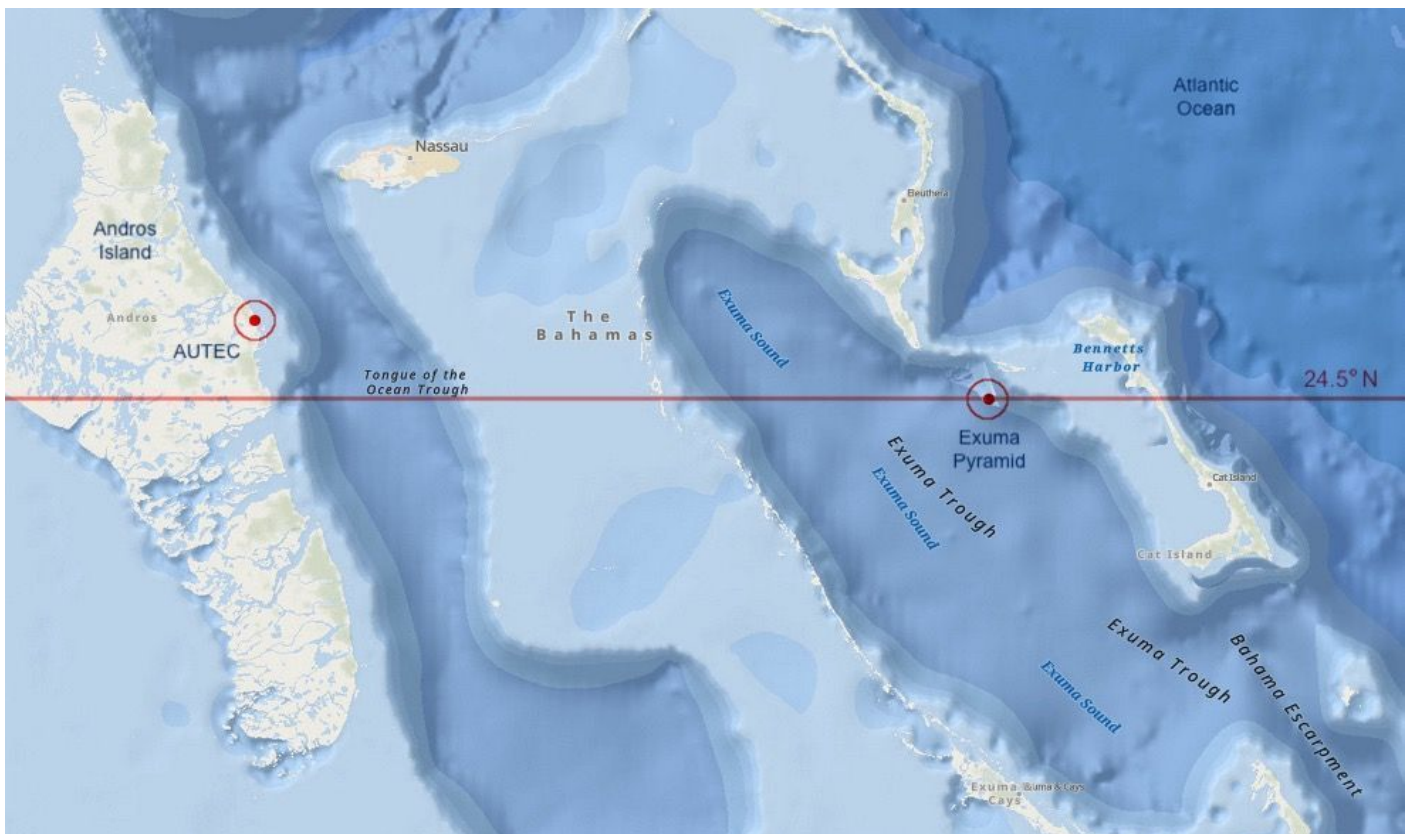 Atlantic
Ocean
Nassau
Eleuthera
Andros
Island
Exuma Sound
The
Bahamas
Andros
AUTEC
Bennetts
Harbor
Tongue of the
Ocean Trough
24.5° N
Exuma
Pyramid
Exuma Trough
Exuma Sound
Cat Island
Cat Island
Exuma Trough
Bahama Escarpment
Exuma Sound
Exuma &
Cays
uma & Cays